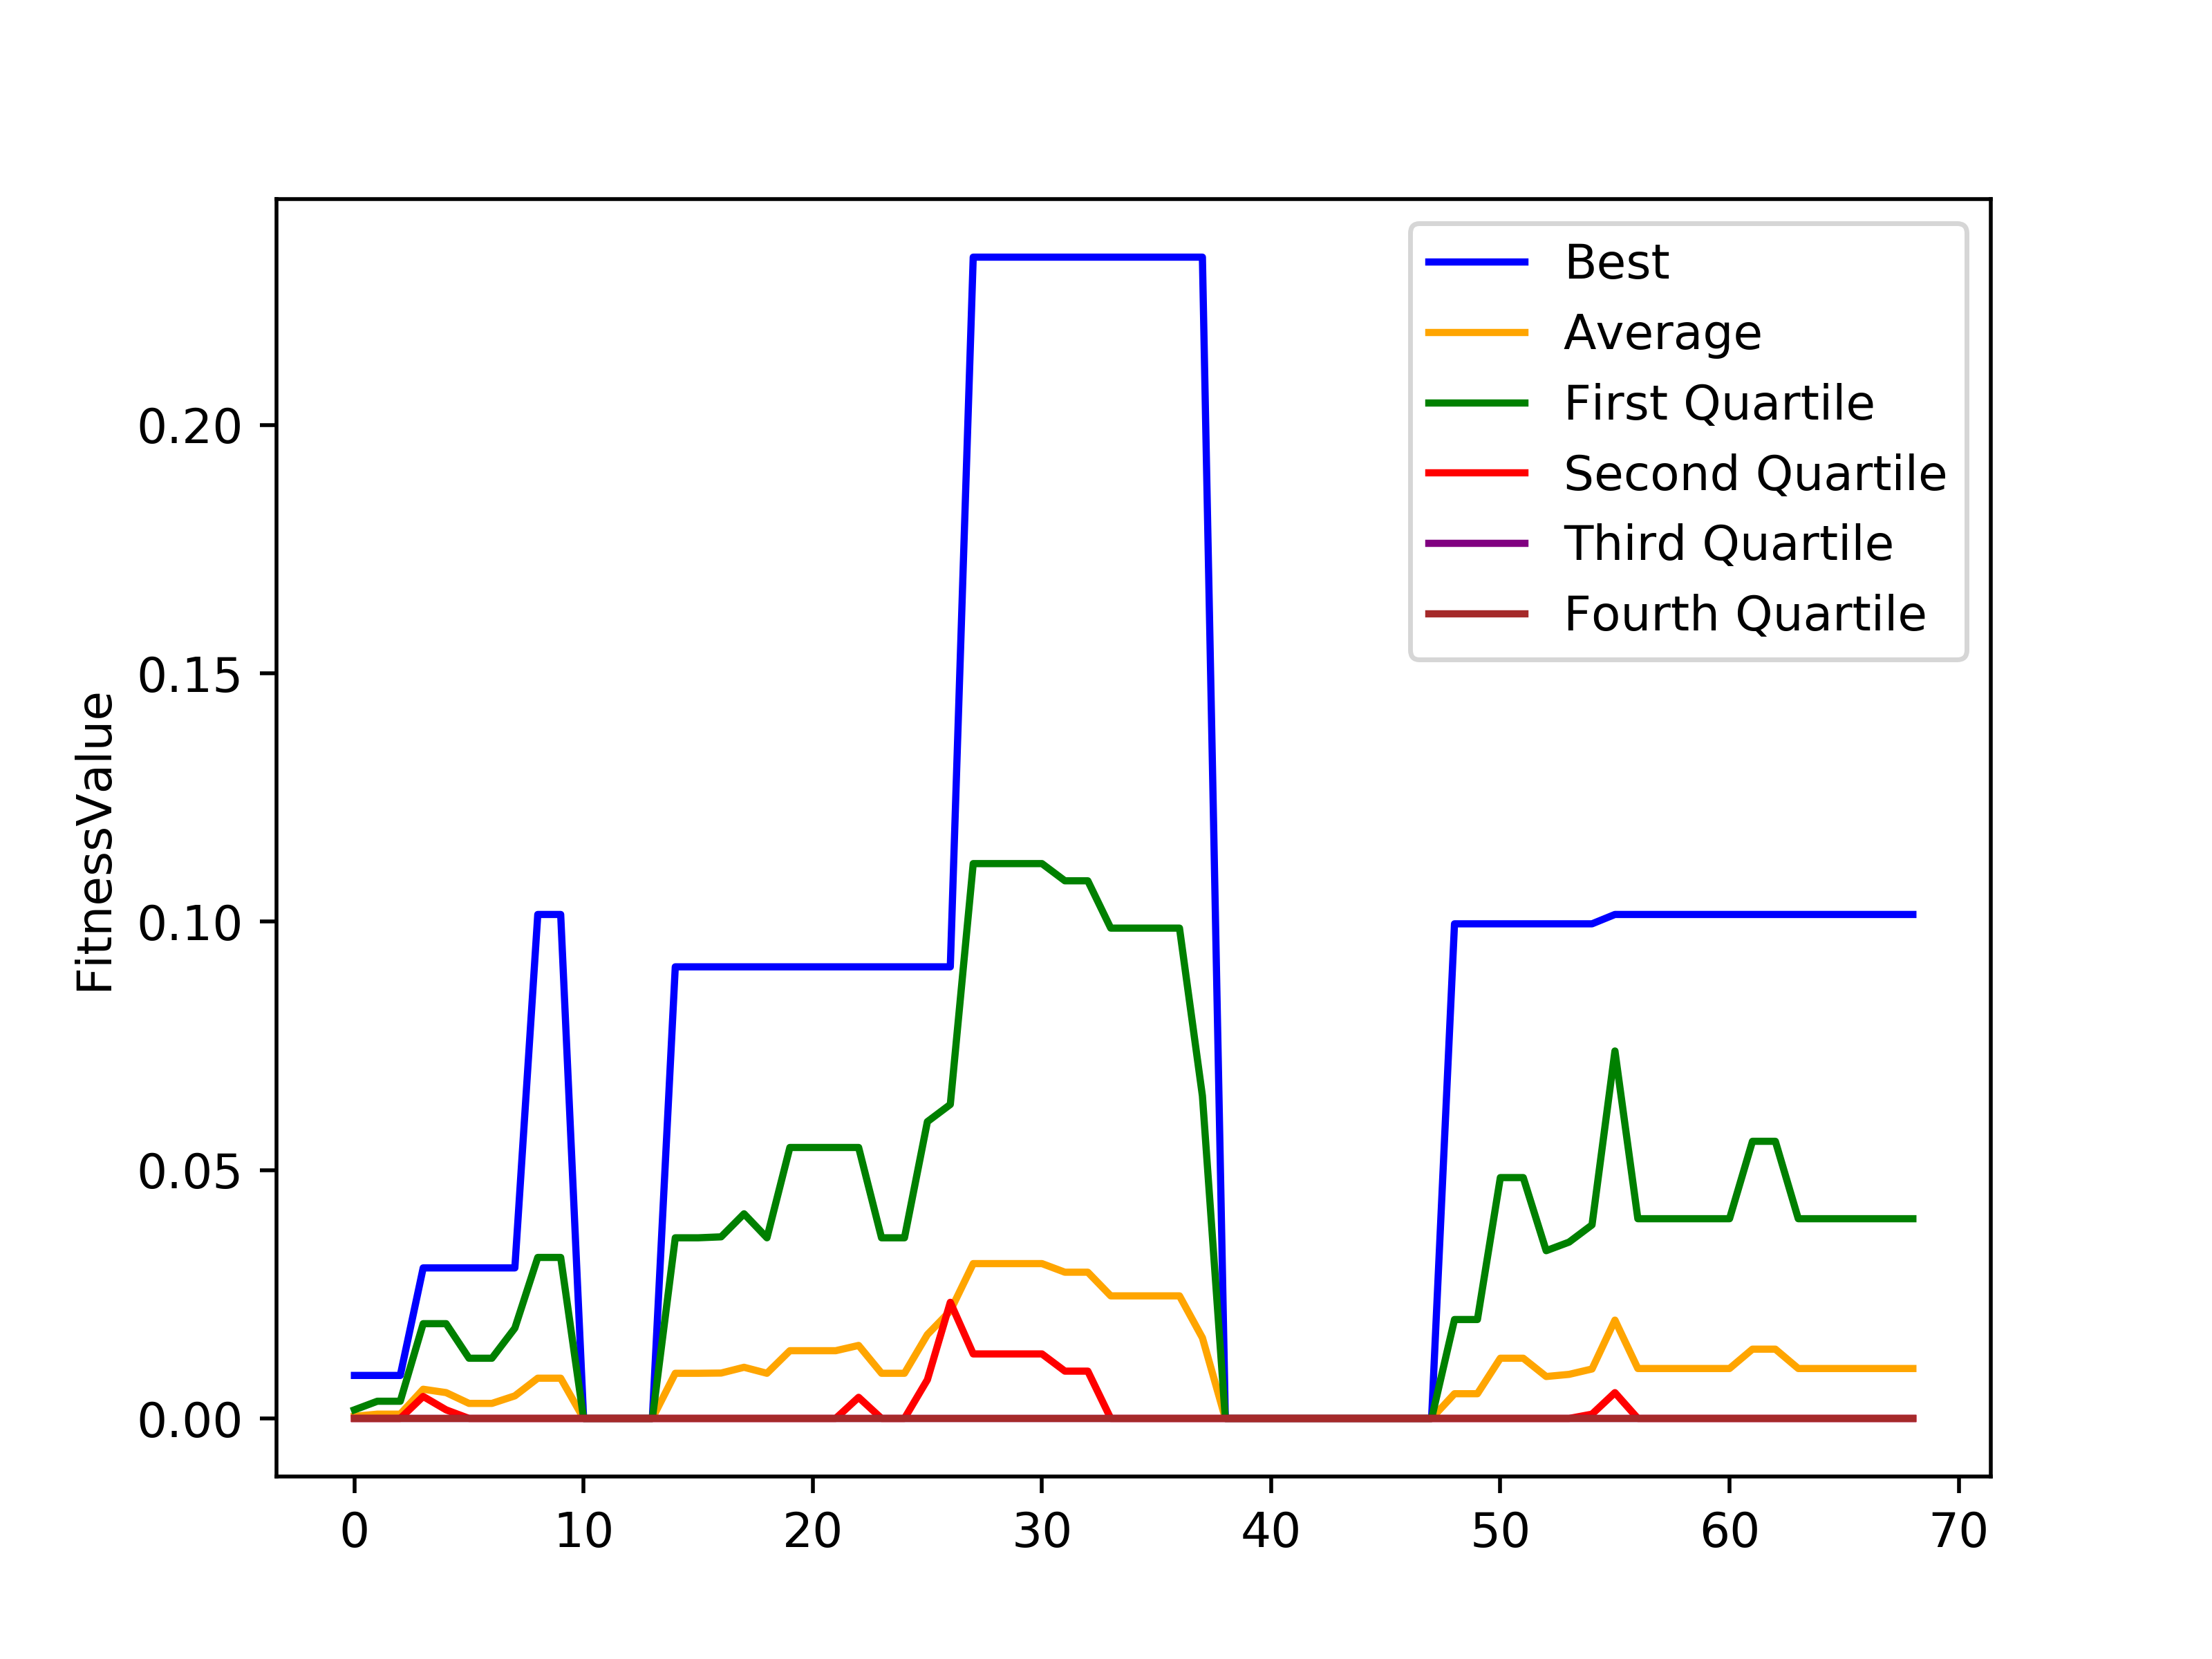 Best
Average
First Quartile
Second Quartile
Third Quartile
Fourth Quartile
FitnessValue
0.20
0.15
0.10
0.05
0.00
0 10 20 30 40 50 60 70